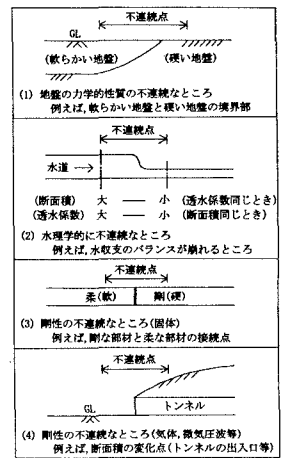 不連続点
GL
(軟らかい地盤) (硬い地盤)
(1) 地盤の力学的性質の不連続なところ
例えば,軟らかい地盤と硬い地盤の境界部
不連続点
水道
(断面積) 大 — 小 (透水係数同じとき)
(透水係数) 大 — 小 (断面積同じとき)
(2) 水理学的に不連続なところ
例えば,水収支のバランスが崩れるところ
不連続点
柔(軟) 剛(硬)
(3) 剛性の不連続なところ(固体)
例えば,剛な部材と柔な部材の接続点
不連続点
GL
トンネル
(4) 剛性の不連続なところ(気体,微気圧波等)
例えば,断面積の変化点(トンネルの出入口等)